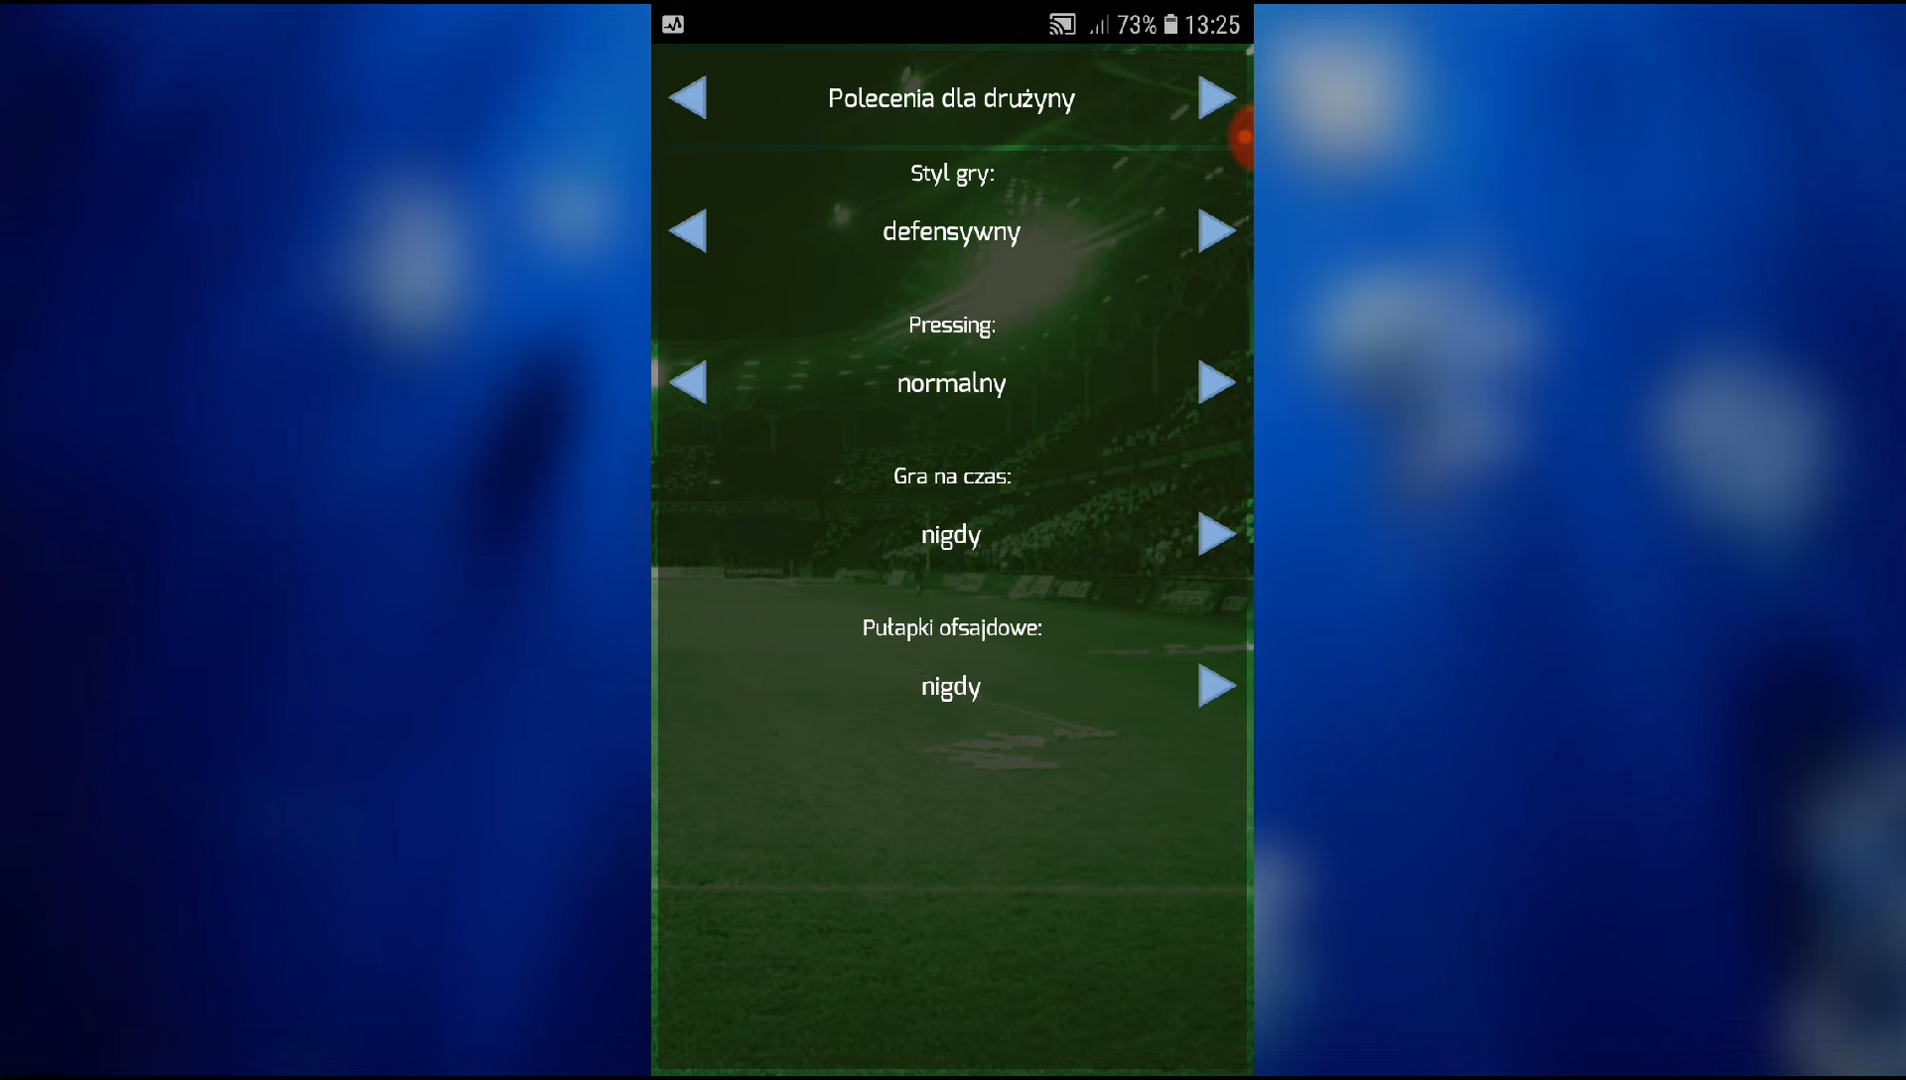 73% 13:25
Polecenia dla drużyny
Styl gry:
defensywny
Pressing:
normalny
Gra na czas:
nigdy
Pułapki ofsajdowe:
nigdy